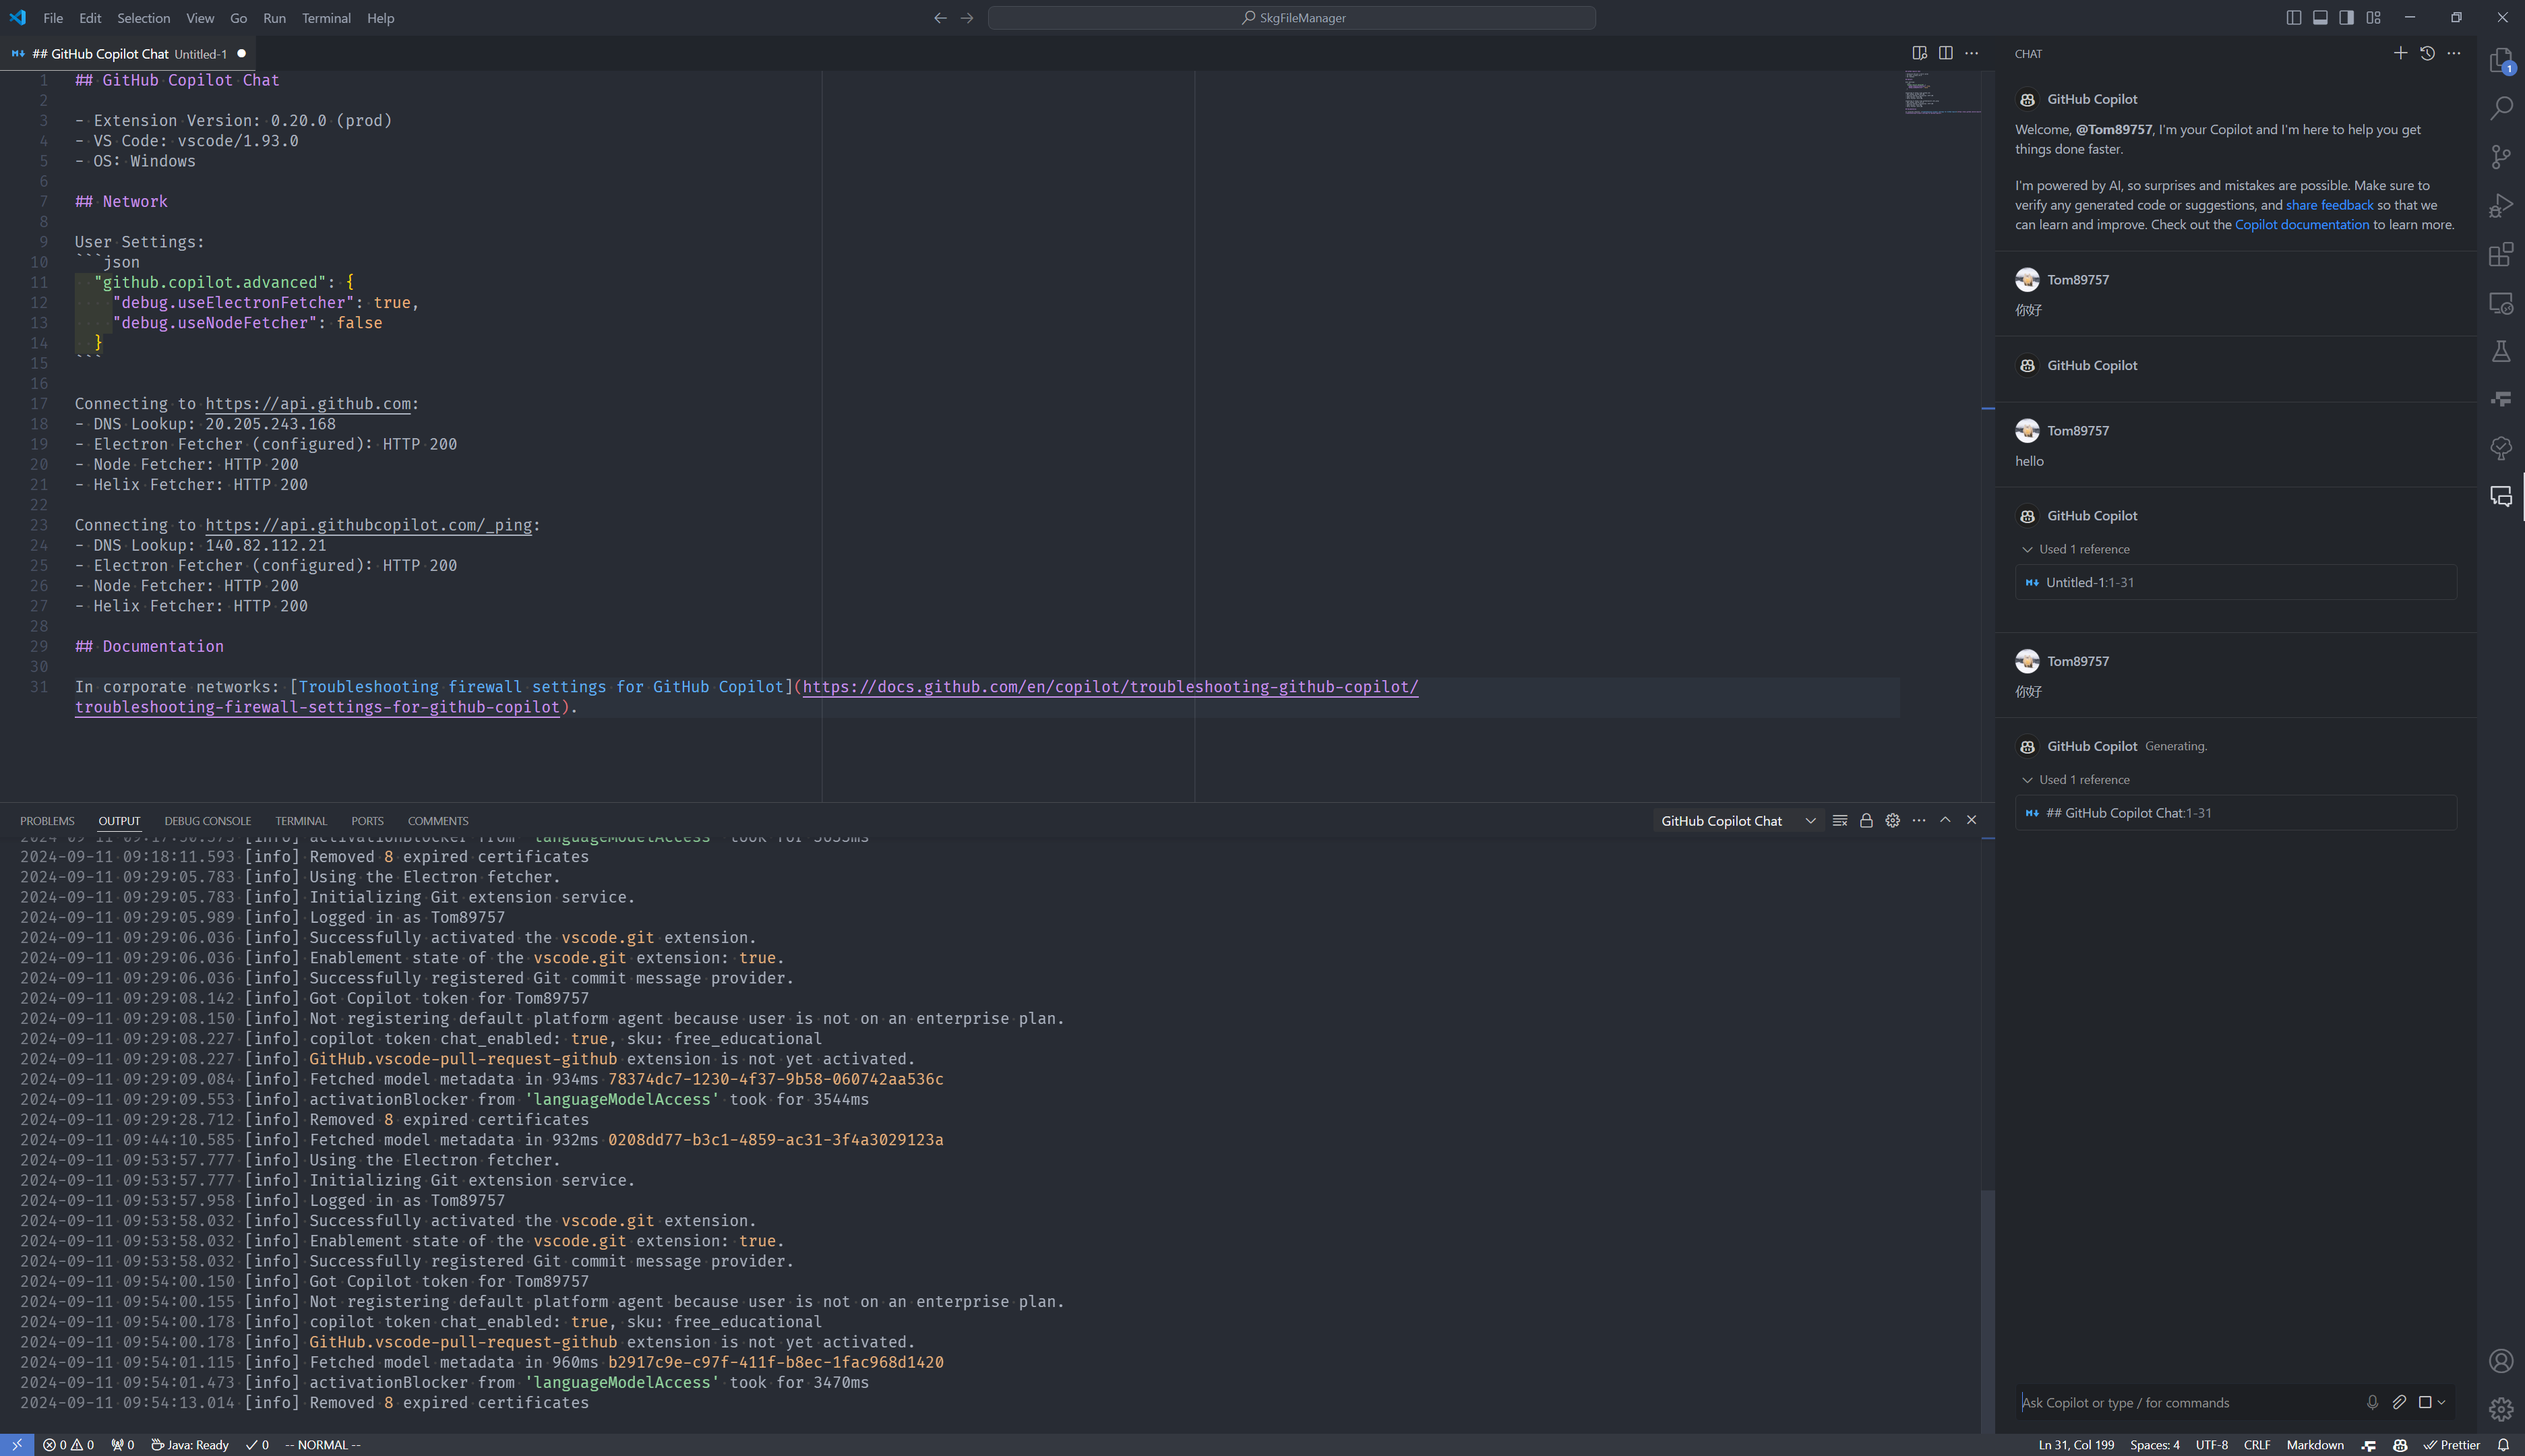 File Edit Selection View Go Run Terminal Help
SkgFileManager
## GitHub Copilot Chat Untitled-1
1 ## GitHub Copilot Chat
2
3 - Extension Version: 0.20.0 (prod)
4 - VS Code: vscode/1.93.0
5 - OS: Windows
6
7 ## Network
8
9 User Settings:
10 ```json
11 "github.copilot.advanced": {
12 "debug.useElectronFetcher": true,
13 "debug.useNodeFetcher": false
14 }
15 ```
16
17 Connecting to https://api.github.com:
18 - DNS Lookup: 20.205.243.168
19 - Electron Fetcher (configured): HTTP 200
20 - Node Fetcher: HTTP 200
21 - Helix Fetcher: HTTP 200
22
23 Connecting to https://api.githubcopilot.com/_ping:
24 - DNS Lookup: 140.82.112.21
25 - Electron Fetcher (configured): HTTP 200
26 - Node Fetcher: HTTP 200
27 - Helix Fetcher: HTTP 200
28
29 ## Documentation
30
31 In corporate networks: [Troubleshooting firewall settings for GitHub Copilot](https://docs.github.com/en/copilot/troubleshooting-github-copilot/
troubleshooting-firewall-settings-for-github-copilot).
PROBLEMS OUTPUT DEBUG CONSOLE TERMINAL PORTS COMMENTS
GitHub Copilot Chat
2024-09-11 09:18:11.593 [info] Removed 8 expired certificates
2024-09-11 09:29:05.783 [info] Using the Electron fetcher.
2024-09-11 09:29:05.783 [info] Initializing Git extension service.
2024-09-11 09:29:05.989 [info] Logged in as Tom89757
2024-09-11 09:29:06.036 [info] Successfully activated the vscode.git extension.
2024-09-11 09:29:06.036 [info] Enablement state of the vscode.git extension: true.
2024-09-11 09:29:06.036 [info] Successfully registered Git commit message provider.
2024-09-11 09:29:08.142 [info] Got Copilot token for Tom89757
2024-09-11 09:29:08.150 [info] Not registering default platform agent because user is not on an enterprise plan.
2024-09-11 09:29:08.227 [info] copilot token chat_enabled: true, sku: free_educational
2024-09-11 09:29:08.227 [info] GitHub.vscode-pull-request-github extension is not yet activated.
2024-09-11 09:29:09.084 [info] Fetched model metadata in 934ms 78374dc7-1230-4f37-9b58-060742aa536c
2024-09-11 09:29:09.553 [info] activationBlocker from 'languageModelAccess' took for 3544ms
2024-09-11 09:29:28.712 [info] Removed 8 expired certificates
2024-09-11 09:44:10.585 [info] Fetched model metadata in 932ms 0208dd77-b3c1-4859-ac31-3f4a3029123a
2024-09-11 09:53:57.777 [info] Using the Electron fetcher.
2024-09-11 09:53:57.777 [info] Initializing Git extension service.
2024-09-11 09:53:57.958 [info] Logged in as Tom89757
2024-09-11 09:53:58.032 [info] Successfully activated the vscode.git extension.
2024-09-11 09:53:58.032 [info] Enablement state of the vscode.git extension: true.
2024-09-11 09:53:58.032 [info] Successfully registered Git commit message provider.
2024-09-11 09:54:00.150 [info] Got Copilot token for Tom89757
2024-09-11 09:54:00.155 [info] Not registering default platform agent because user is not on an enterprise plan.
2024-09-11 09:54:00.178 [info] copilot token chat_enabled: true, sku: free_educational
2024-09-11 09:54:00.178 [info] GitHub.vscode-pull-request-github extension is not yet activated.
2024-09-11 09:54:01.115 [info] Fetched model metadata in 960ms b2917c9e-c97f-411f-b8ec-1fac968d1420
2024-09-11 09:54:01.473 [info] activationBlocker from 'languageModelAccess' took for 3470ms
2024-09-11 09:54:13.014 [info] Removed 8 expired certificates
CHAT
1
GitHub Copilot
Welcome, @Tom89757, I'm your Copilot and I'm here to help you get
things done faster.
I'm powered by AI, so surprises and mistakes are possible. Make sure to
verify any generated code or suggestions, and share feedback so that we
can learn and improve. Check out the Copilot documentation to learn more.
Tom89757
你好
GitHub Copilot
Tom89757
hello
GitHub Copilot
Used 1 reference
Untitled-1:1-31
Tom89757
你好
GitHub Copilot Generating.
Used 1 reference
## GitHub Copilot Chat:1-31
Ask Copilot or type / for commands
0 0 0 Java: Ready 0 -- NORMAL --
Ln 31, Col 199 Spaces: 4 UTF-8 CRLF Markdown Prettier